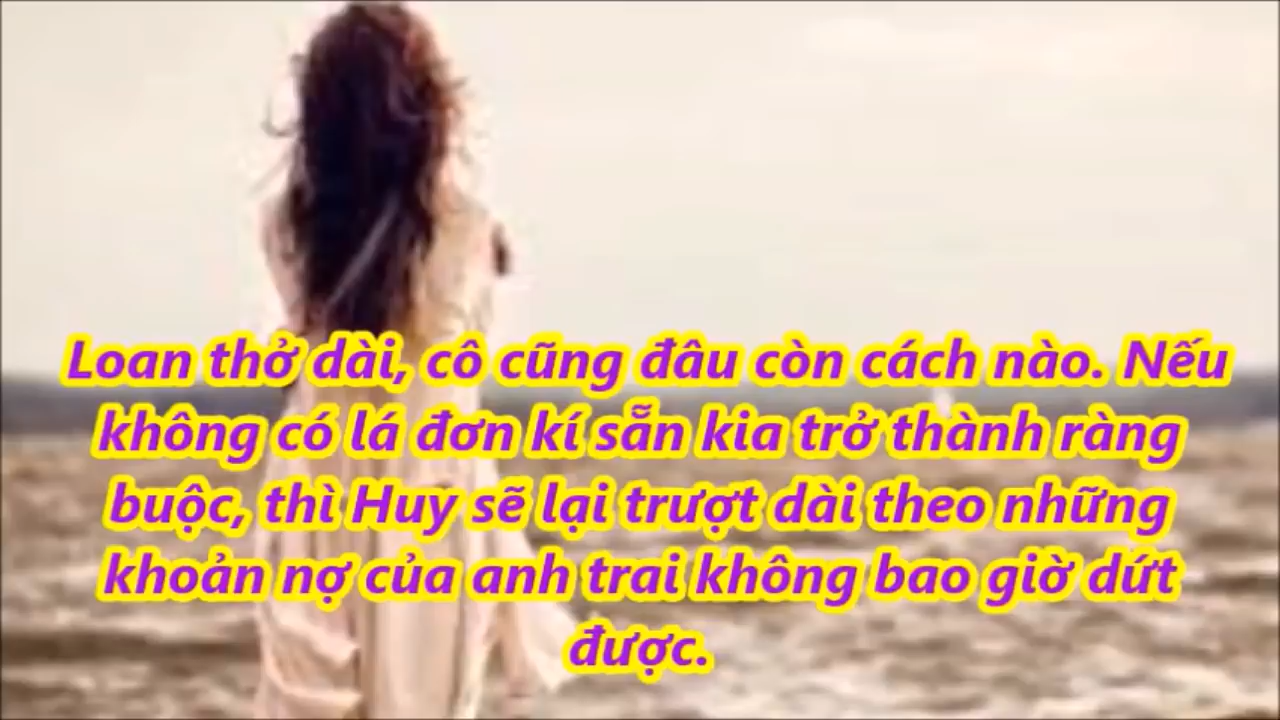 Loan thở dài, cô cũng đâu còn cách nào. Nếu
không có lá đơn kí sẵn kia trở thành ràng
buộc, thì Huy sẽ lại trượt dài theo những
khoản nợ của anh trai không bao giờ dứt
được.